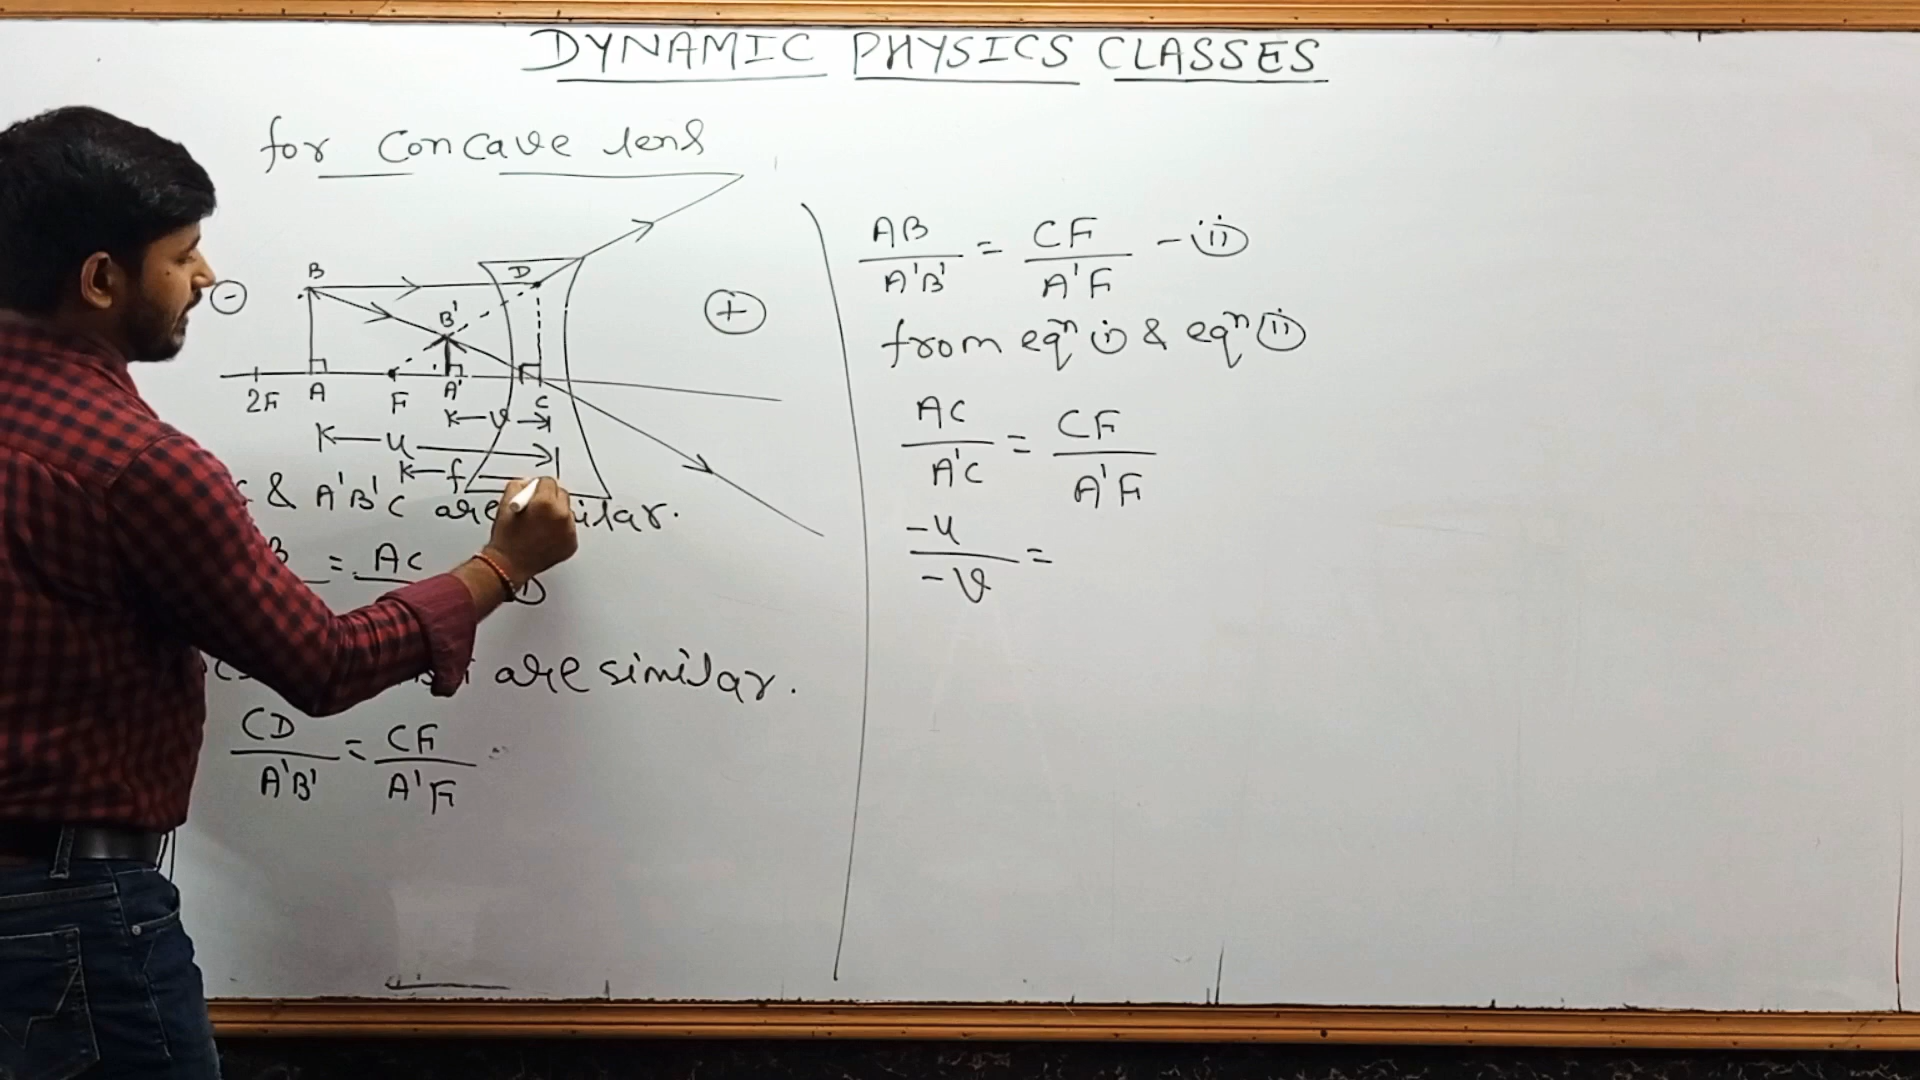 DYNAMIC PHYSICS CLASSES
for concave lens
B D
B'
2F A F A' C
v
u
f
& A'B'C are similar.
= AC
are similar.
CD/A'B' = CF/A'F
⊖ ⊕
AB/A'B' = CF/A'F - (ii)
from eqⁿ (i) & eqⁿ (ii)
AC/A'C = CF/A'F
-u/-v =